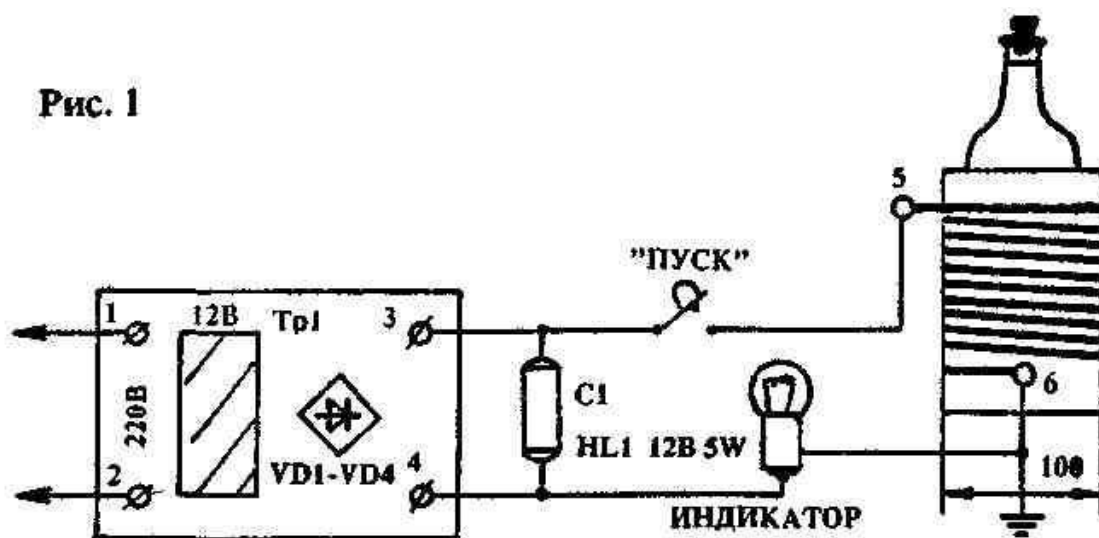 Рис. 1
5
"ПУСК"
1
12В
Тр1
3
220В
С1
6
HL1 12В 5W
2
VD1-VD4
4
100
ИНДИКАТОР